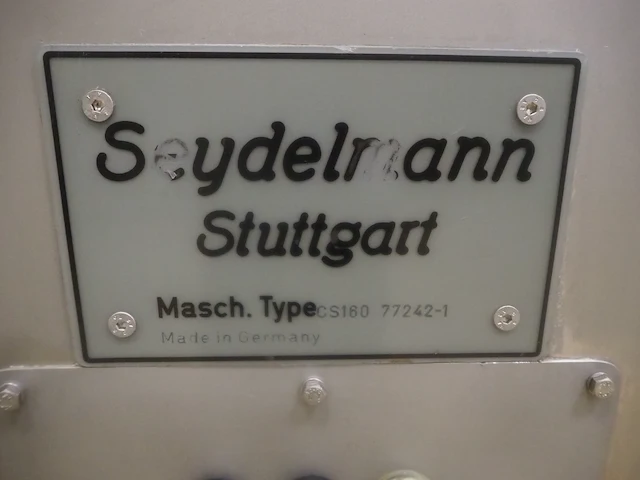 Seydelmann
Stuttgart
Masch. Type CS180 77242-1
Made in Germany